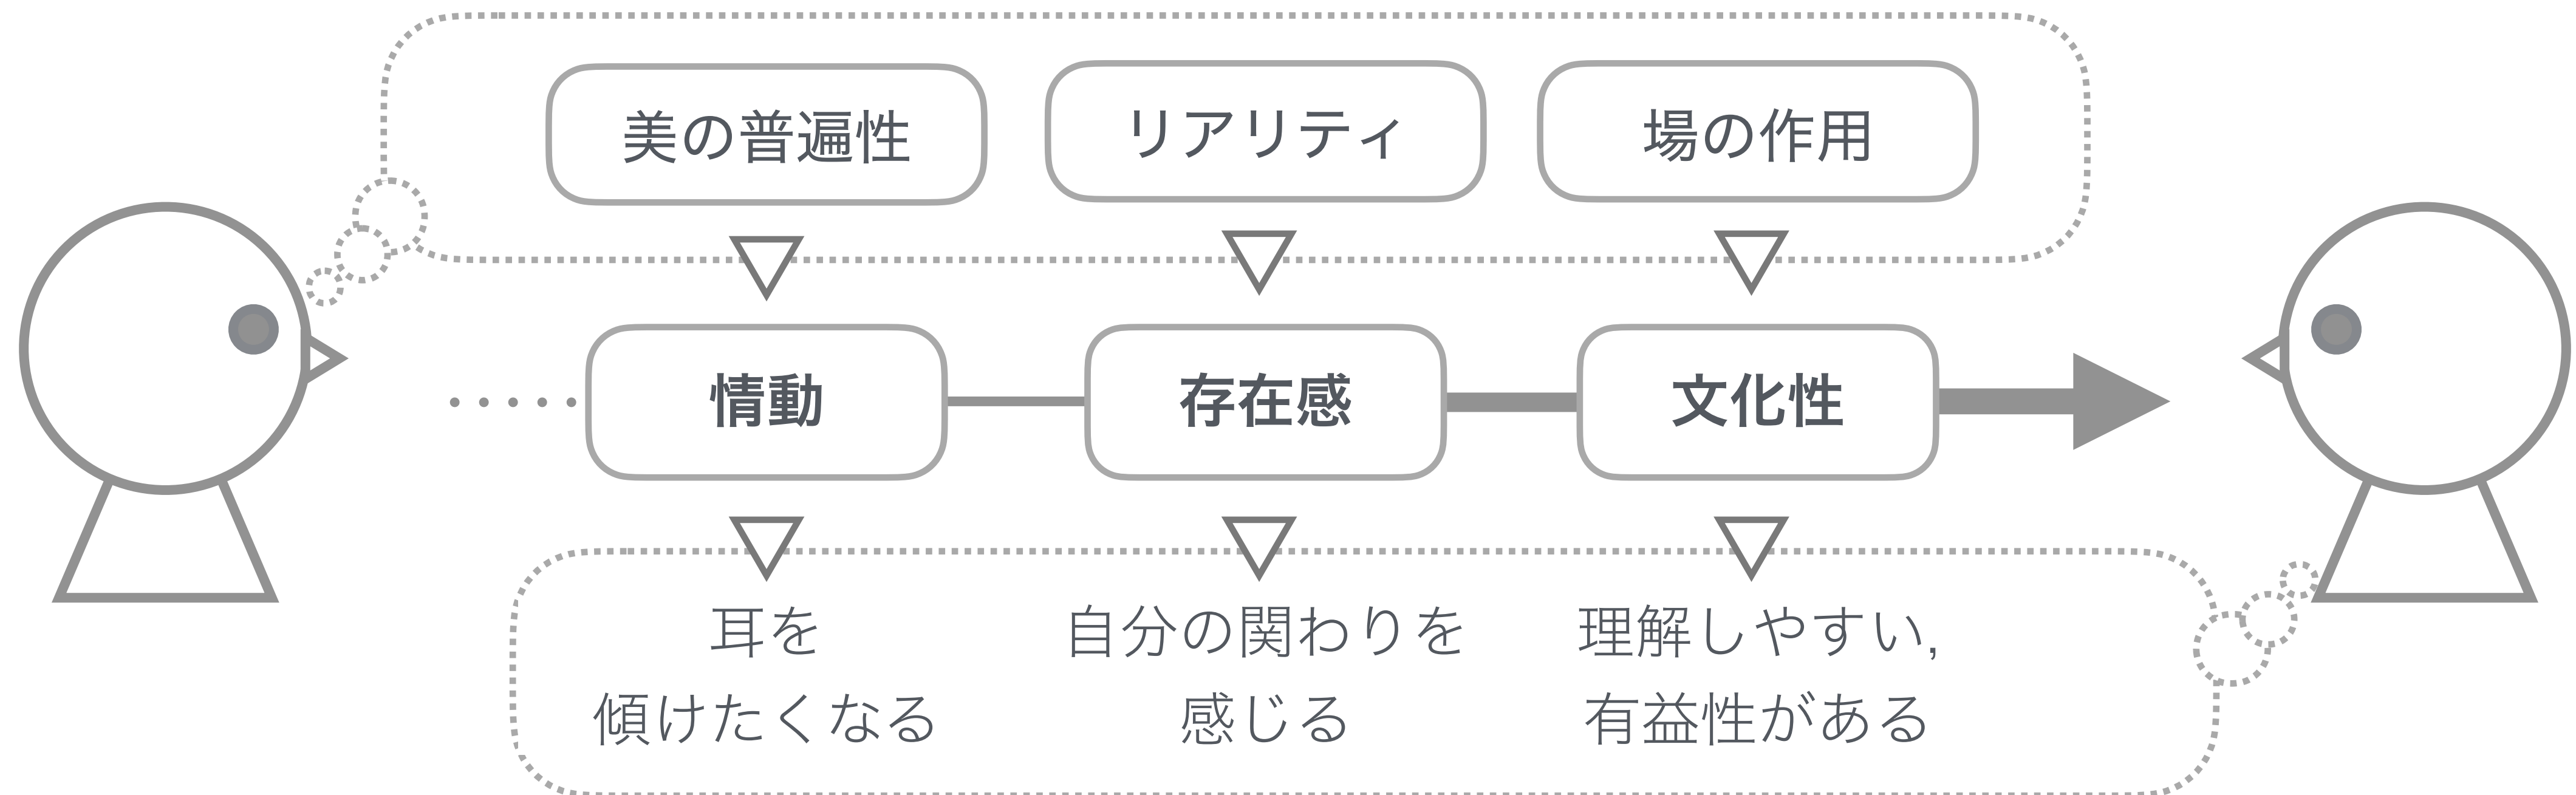 美の普遍性
リアリティ
場の作用
情動
存在感
文化性
耳を
傾けたくなる
自分の関わりを
感じる
理解しやすい,
有益性がある